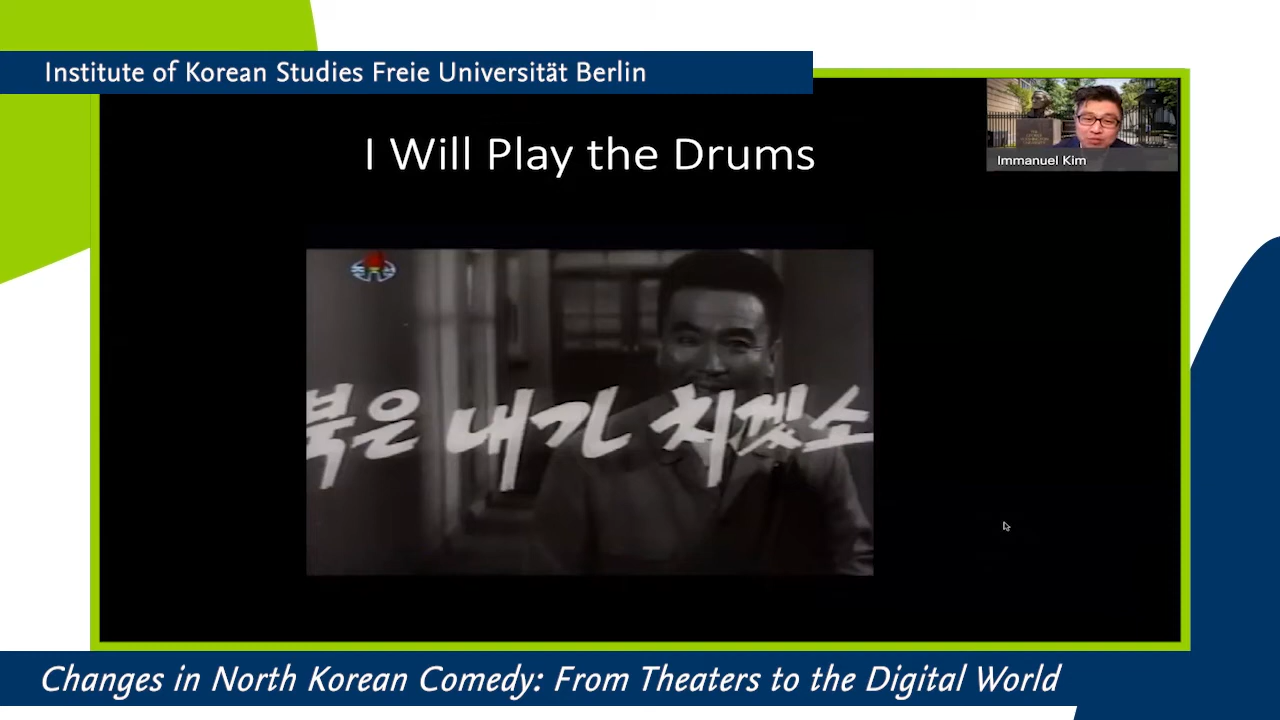 Institute of Korean Studies Freie Universität Berlin
I Will Play the Drums
Immanuel Kim
북은 내가 치겠소
Changes in North Korean Comedy: From Theaters to the Digital World